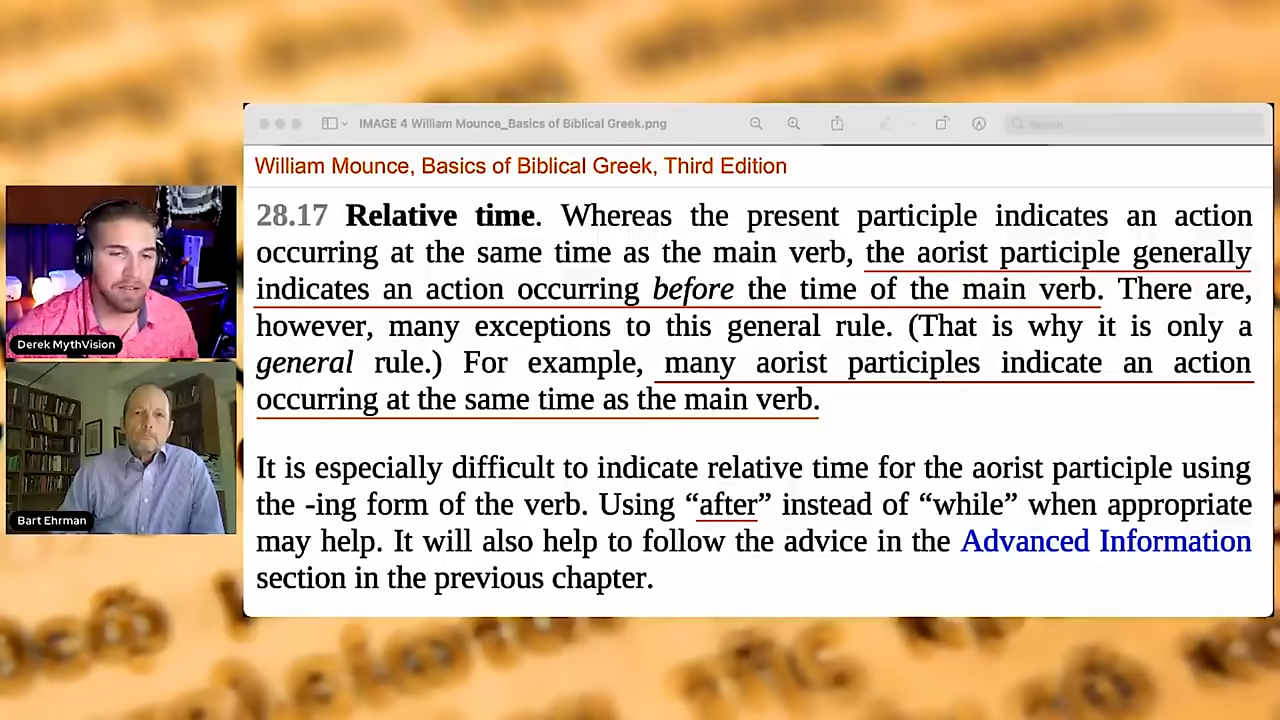 IMAGE 4 William Mounce_Basics of Biblical Greek.png
Search
William Mounce, Basics of Biblical Greek, Third Edition
28.17 Relative time. Whereas the present participle indicates an action
occurring at the same time as the main verb, the aorist participle generally
indicates an action occurring before the time of the main verb. There are,
however, many exceptions to this general rule. (That is why it is only a
general rule.) For example, many aorist participles indicate an action
occurring at the same time as the main verb.
It is especially difficult to indicate relative time for the aorist participle using
the -ing form of the verb. Using “after” instead of “while” when appropriate
may help. It will also help to follow the advice in the Advanced Information
section in the previous chapter.
Derek MythVision
Bart Ehrman